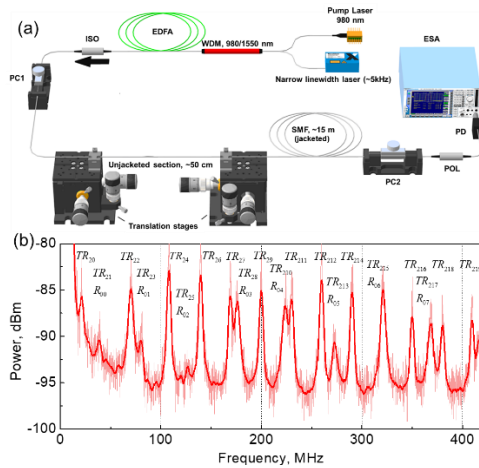 (a)
ISO
EDFA
WDM, 980/1550 nm
Pump Laser
980 nm
Narrow linewidth laser (~5kHz)
ESA
PC1
PD
SMF, ~15 m
(jacketed)
Unjacketed section, ~50 cm
Translation stages
PC2
POL
(b)
-80
-85
-90
-95
-100
Power, dBm
TR20
TR21
R00
TR22
TR23
R01
TR24
TR25
R02
TR26
TR27
TR28
R03
TR29
TR210
R04
TR211
TR212
TR213
R05
TR214
TR215
R06
TR216
TR217
R07
TR218
0
100
200
300
400
Frequency, MHz